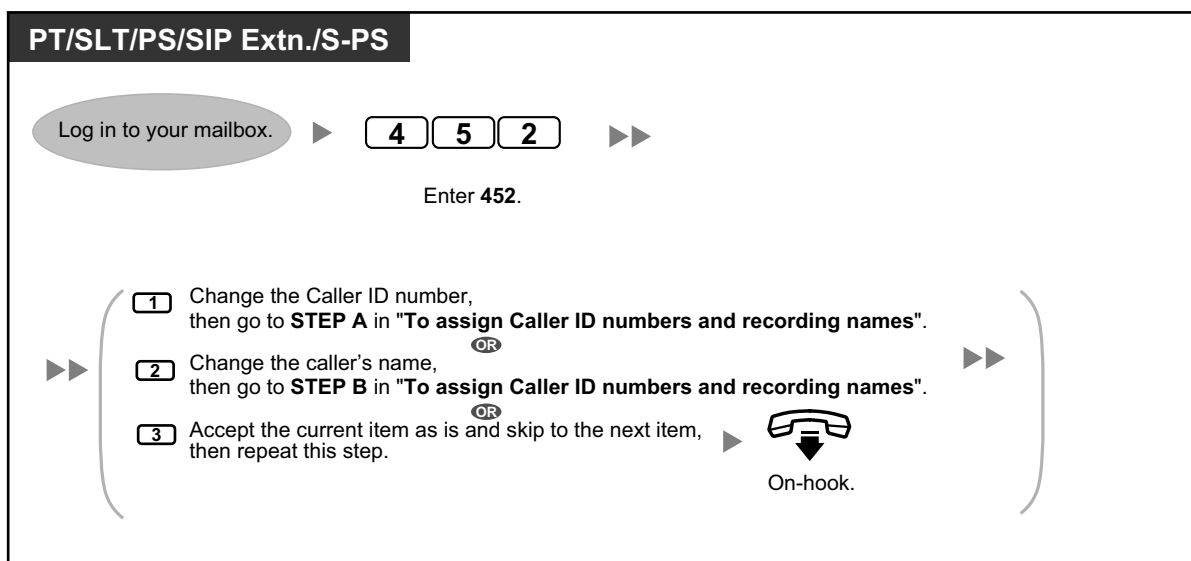 PT/SLT/PS/SIP Extn./S-PS
Log in to your mailbox.
4 5 2
Enter 452.
1 Change the Caller ID number,
then go to STEP A in "To assign Caller ID numbers and recording names".
OR
2 Change the caller's name,
then go to STEP B in "To assign Caller ID numbers and recording names".
OR
3 Accept the current item as is and skip to the next item,
then repeat this step.
On-hook.